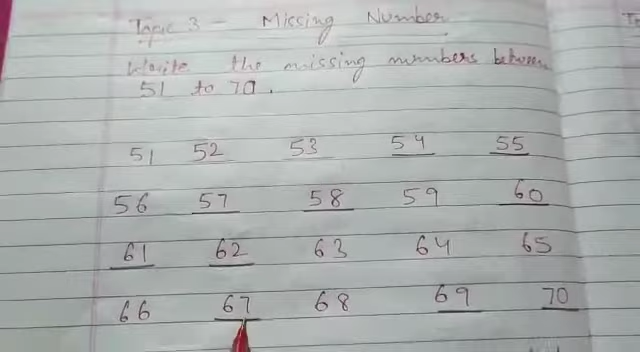 Topic 3 - Missing Number
Write the missing numbers between
51 to 70.
51 52 53 54 55
56 57 58 59 60
61 62 63 64 65
66 67 68 69 70